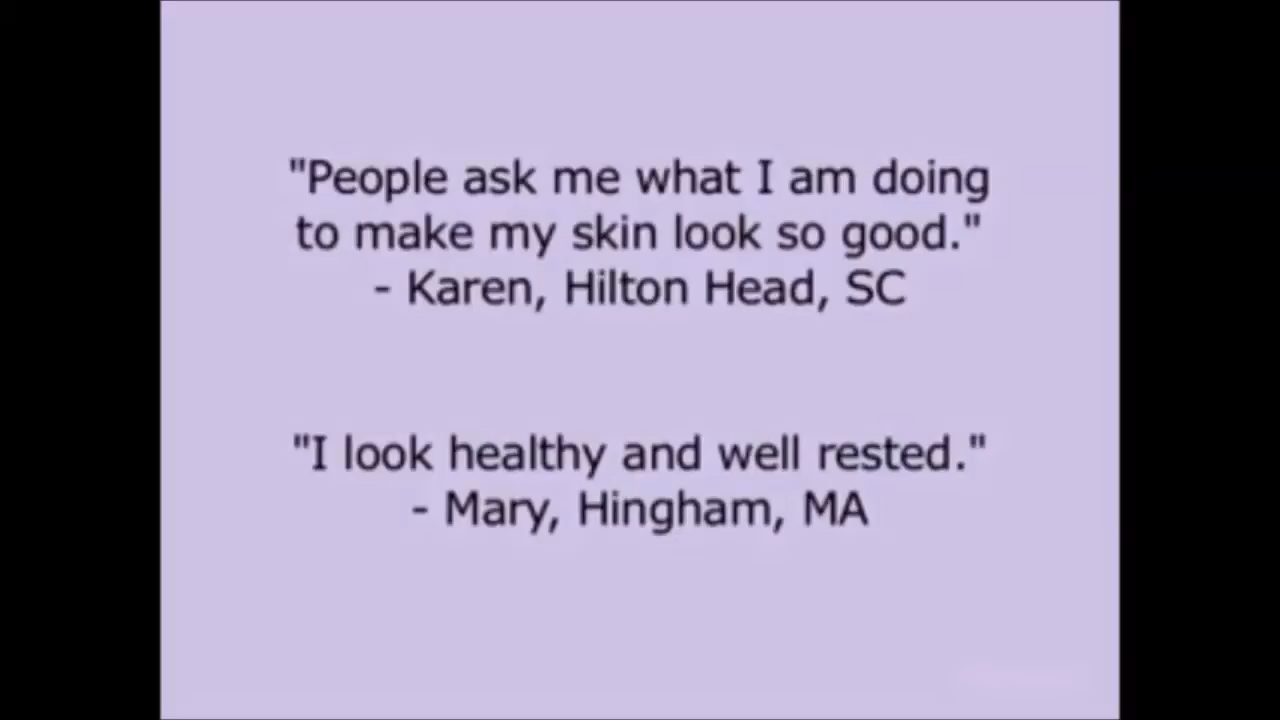 "People ask me what I am doing
to make my skin look so good."
- Karen, Hilton Head, SC
"I look healthy and well rested."
- Mary, Hingham, MA